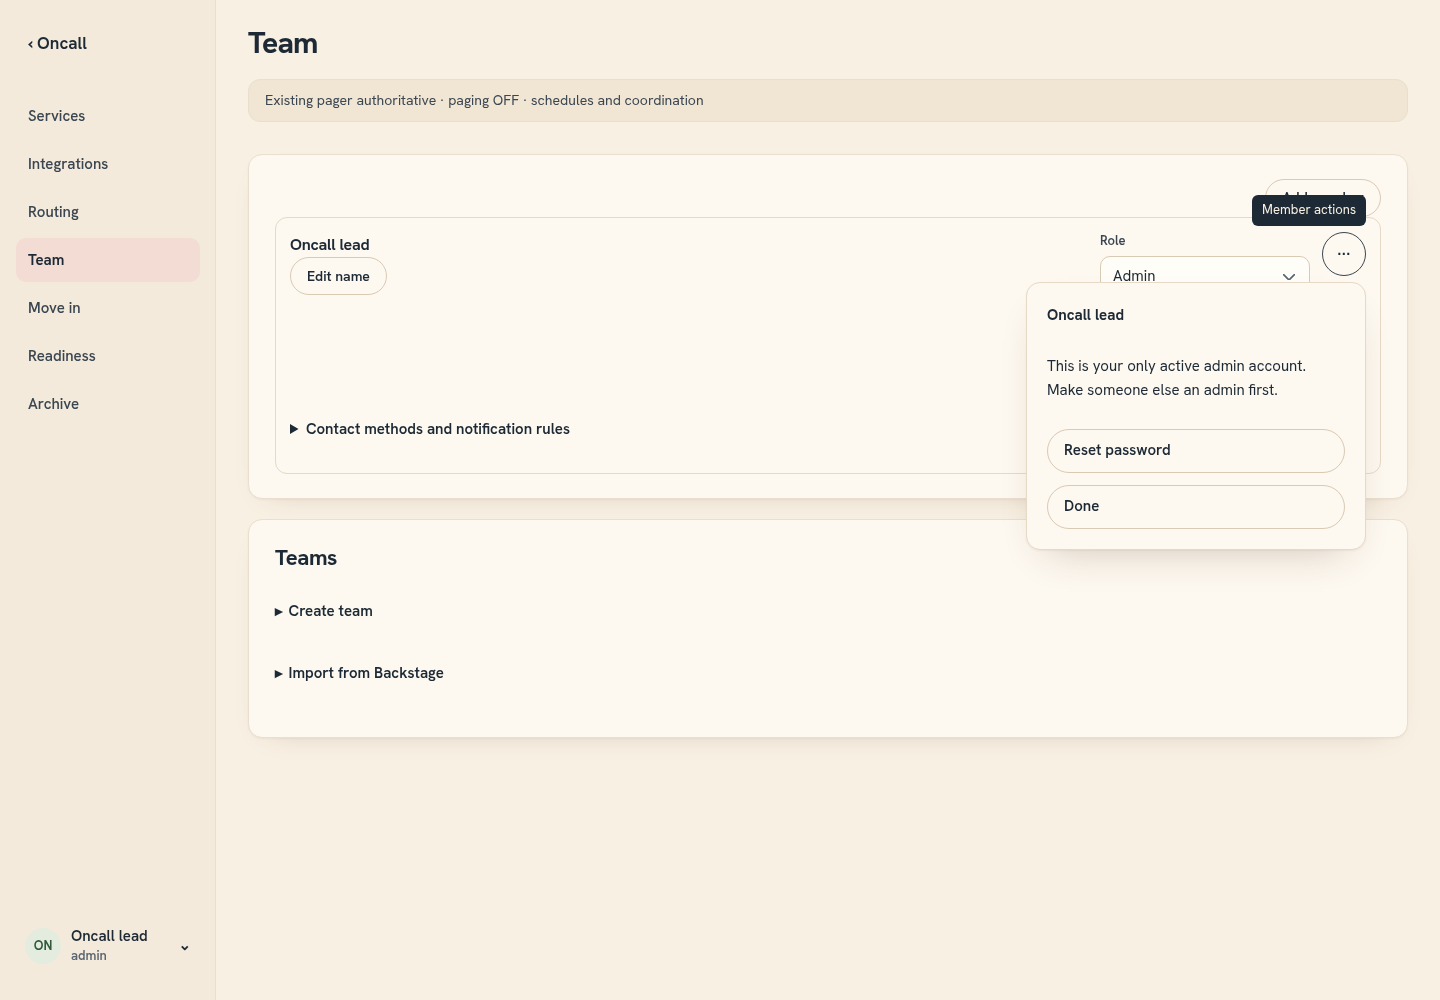 ‹ Oncall
Services
Integrations
Routing
Team
Move in
Readiness
Archive
ON
Oncall lead
admin
Team
Existing pager authoritative · paging OFF · schedules and coordination
Member actions
Oncall lead
Edit name
Role
Admin
...
Contact methods and notification rules
Oncall lead
This is your only active admin account.
Make someone else an admin first.
Reset password
Done
Teams
Create team
Import from Backstage